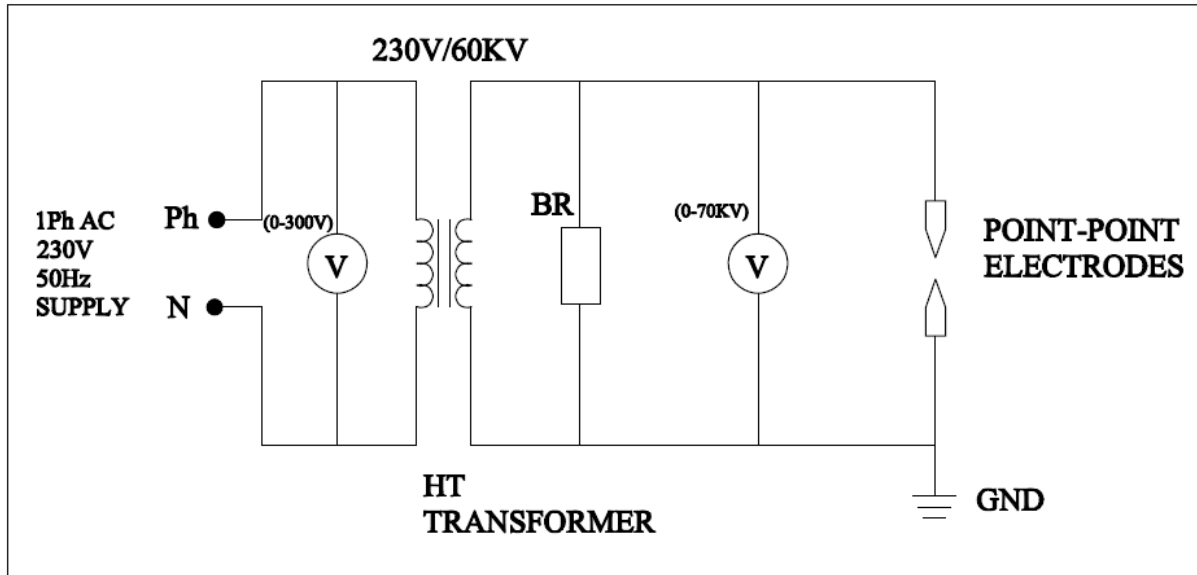 230V/60KV
1Ph AC
230V
50Hz
SUPPLY
Ph
N
(0-300V)
V
BR
(0-70KV)
V
POINT-POINT
ELECTRODES
HT
TRANSFORMER
GND